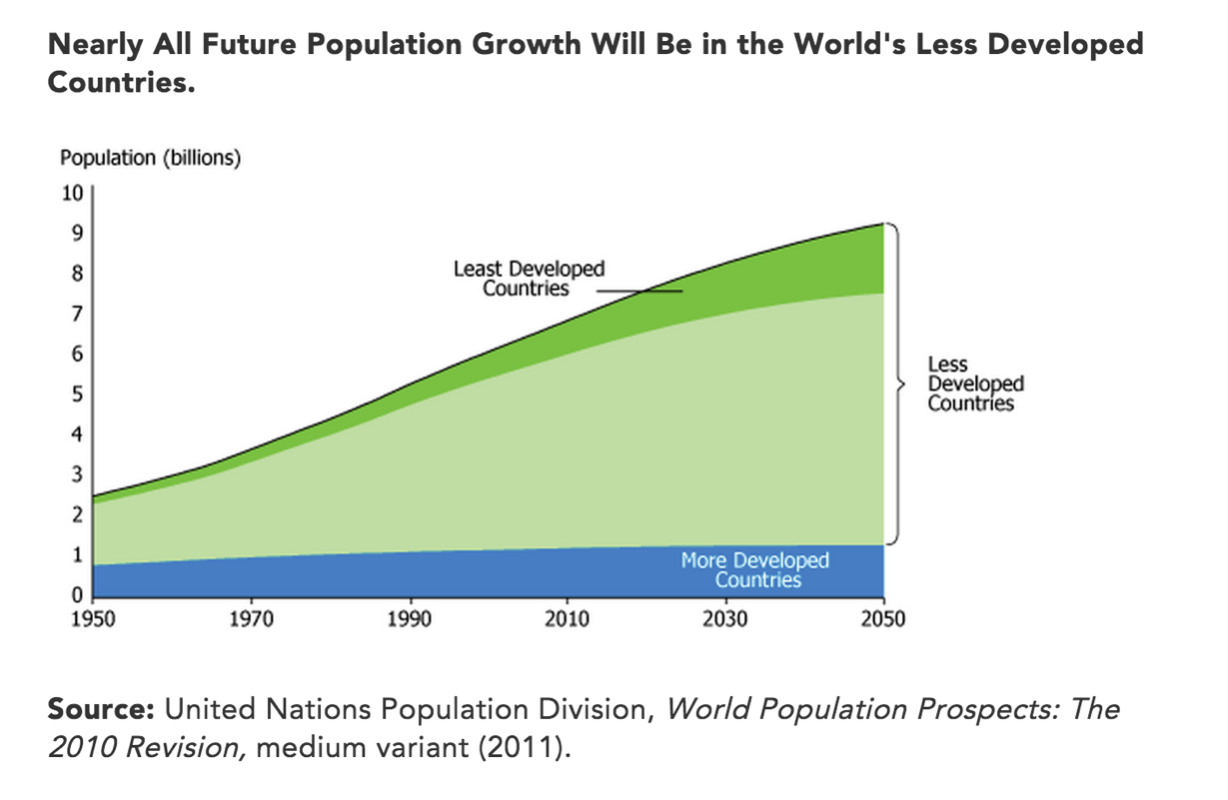 Nearly All Future Population Growth Will Be in the World's Less Developed
Countries.
Population (billions)
10
9
8
7
6
5
4
3
2
1
0
Least Developed
Countries
Less
Developed
Countries
More Developed
Countries
1950 1970 1990 2010 2030 2050
Source: United Nations Population Division, World Population Prospects: The
2010 Revision, medium variant (2011).